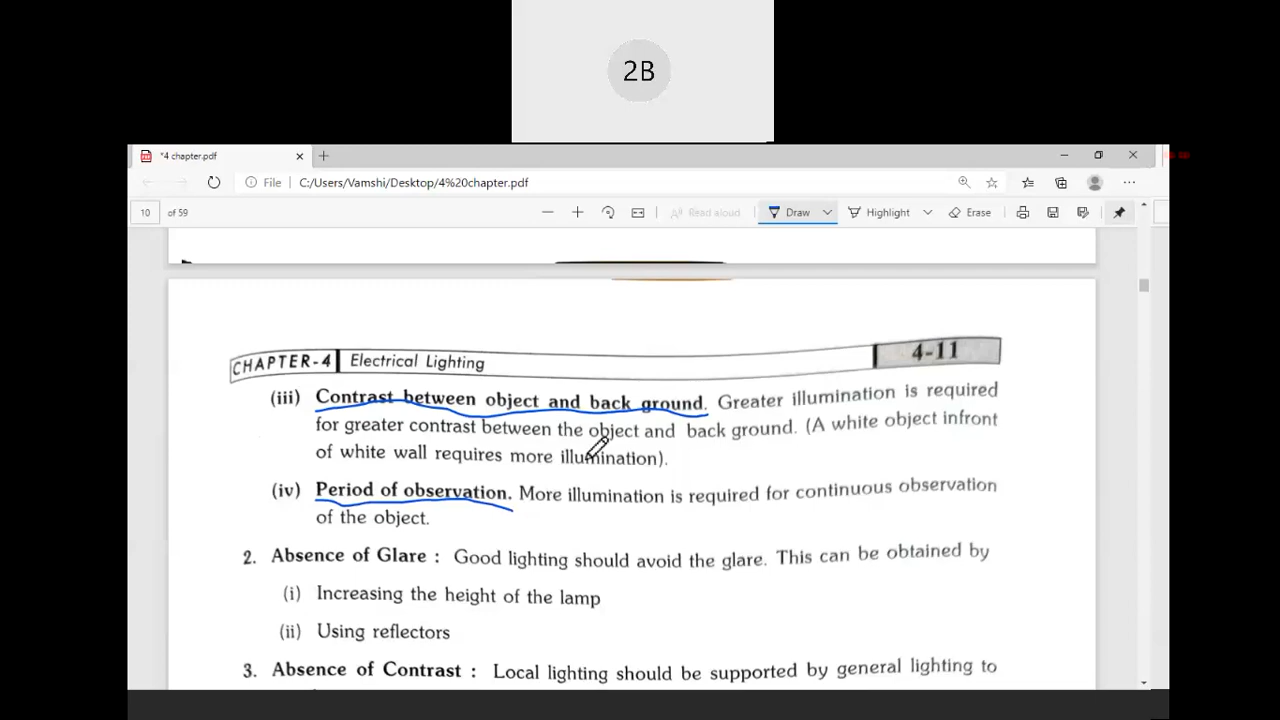 2B
*4 chapter.pdf
File C:/Users/Vamshi/Desktop/4%20chapter.pdf
10 of 59 Read aloud Draw Highlight Erase
CHAPTER-4 Electrical Lighting 4-11
(iii) Contrast between object and back ground. Greater illumination is required
for greater contrast between the object and back ground. (A white object infront
of white wall requires more illumination).
(iv) Period of observation. More illumination is required for continuous observation
of the object.
2. Absence of Glare : Good lighting should avoid the glare. This can be obtained by
(i) Increasing the height of the lamp
(ii) Using reflectors
3. Absence of Contrast : Local lighting should be supported by general lighting to